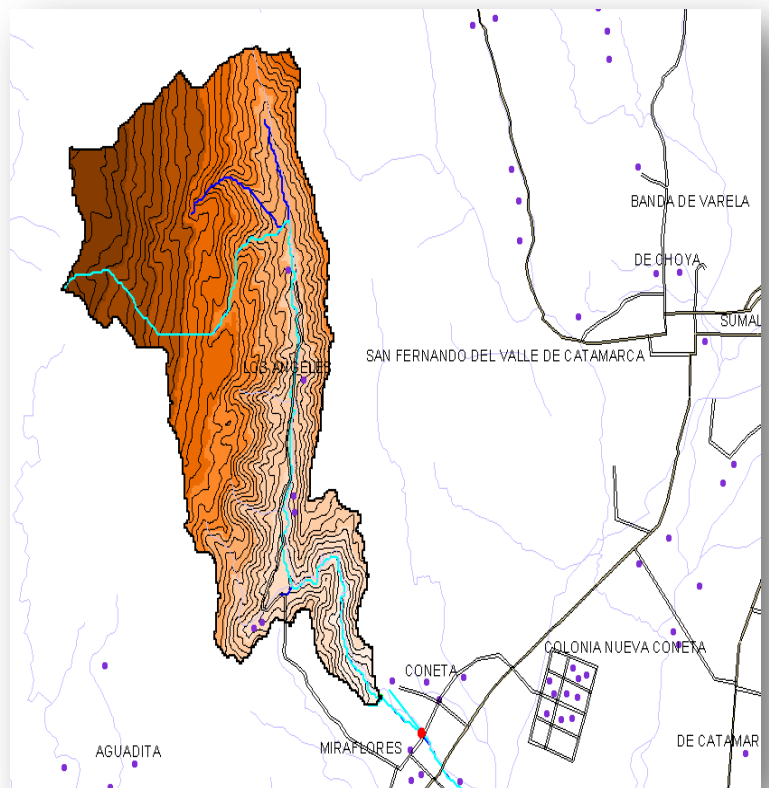 BANDA DE VARELA
DE CHOYA
SUMAL
SAN FERNANDO DEL VALLE DE CATAMARCA
LOS ANGELES
COLONIA NUEVA CONETA
CONETA
MIRAFLORES
DE CATAMAR
AGUADITA